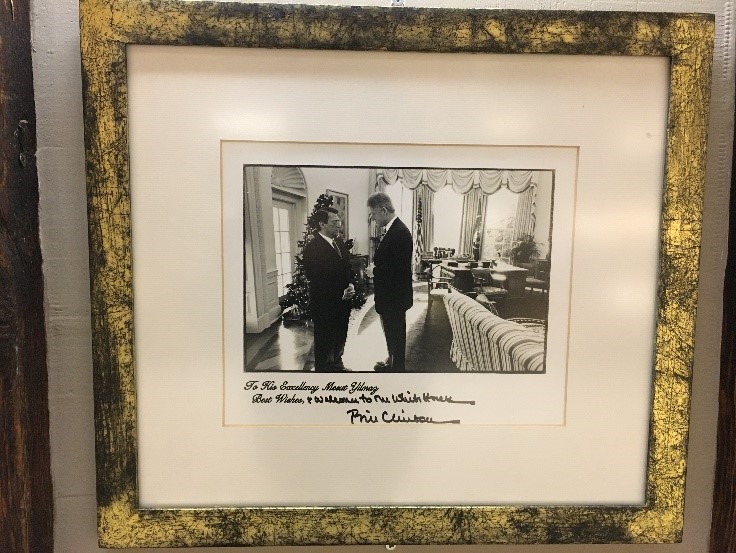 To His Excellency Mesut Yilmaz
Best Wishes, & welcome to the White House
Bill Clinton